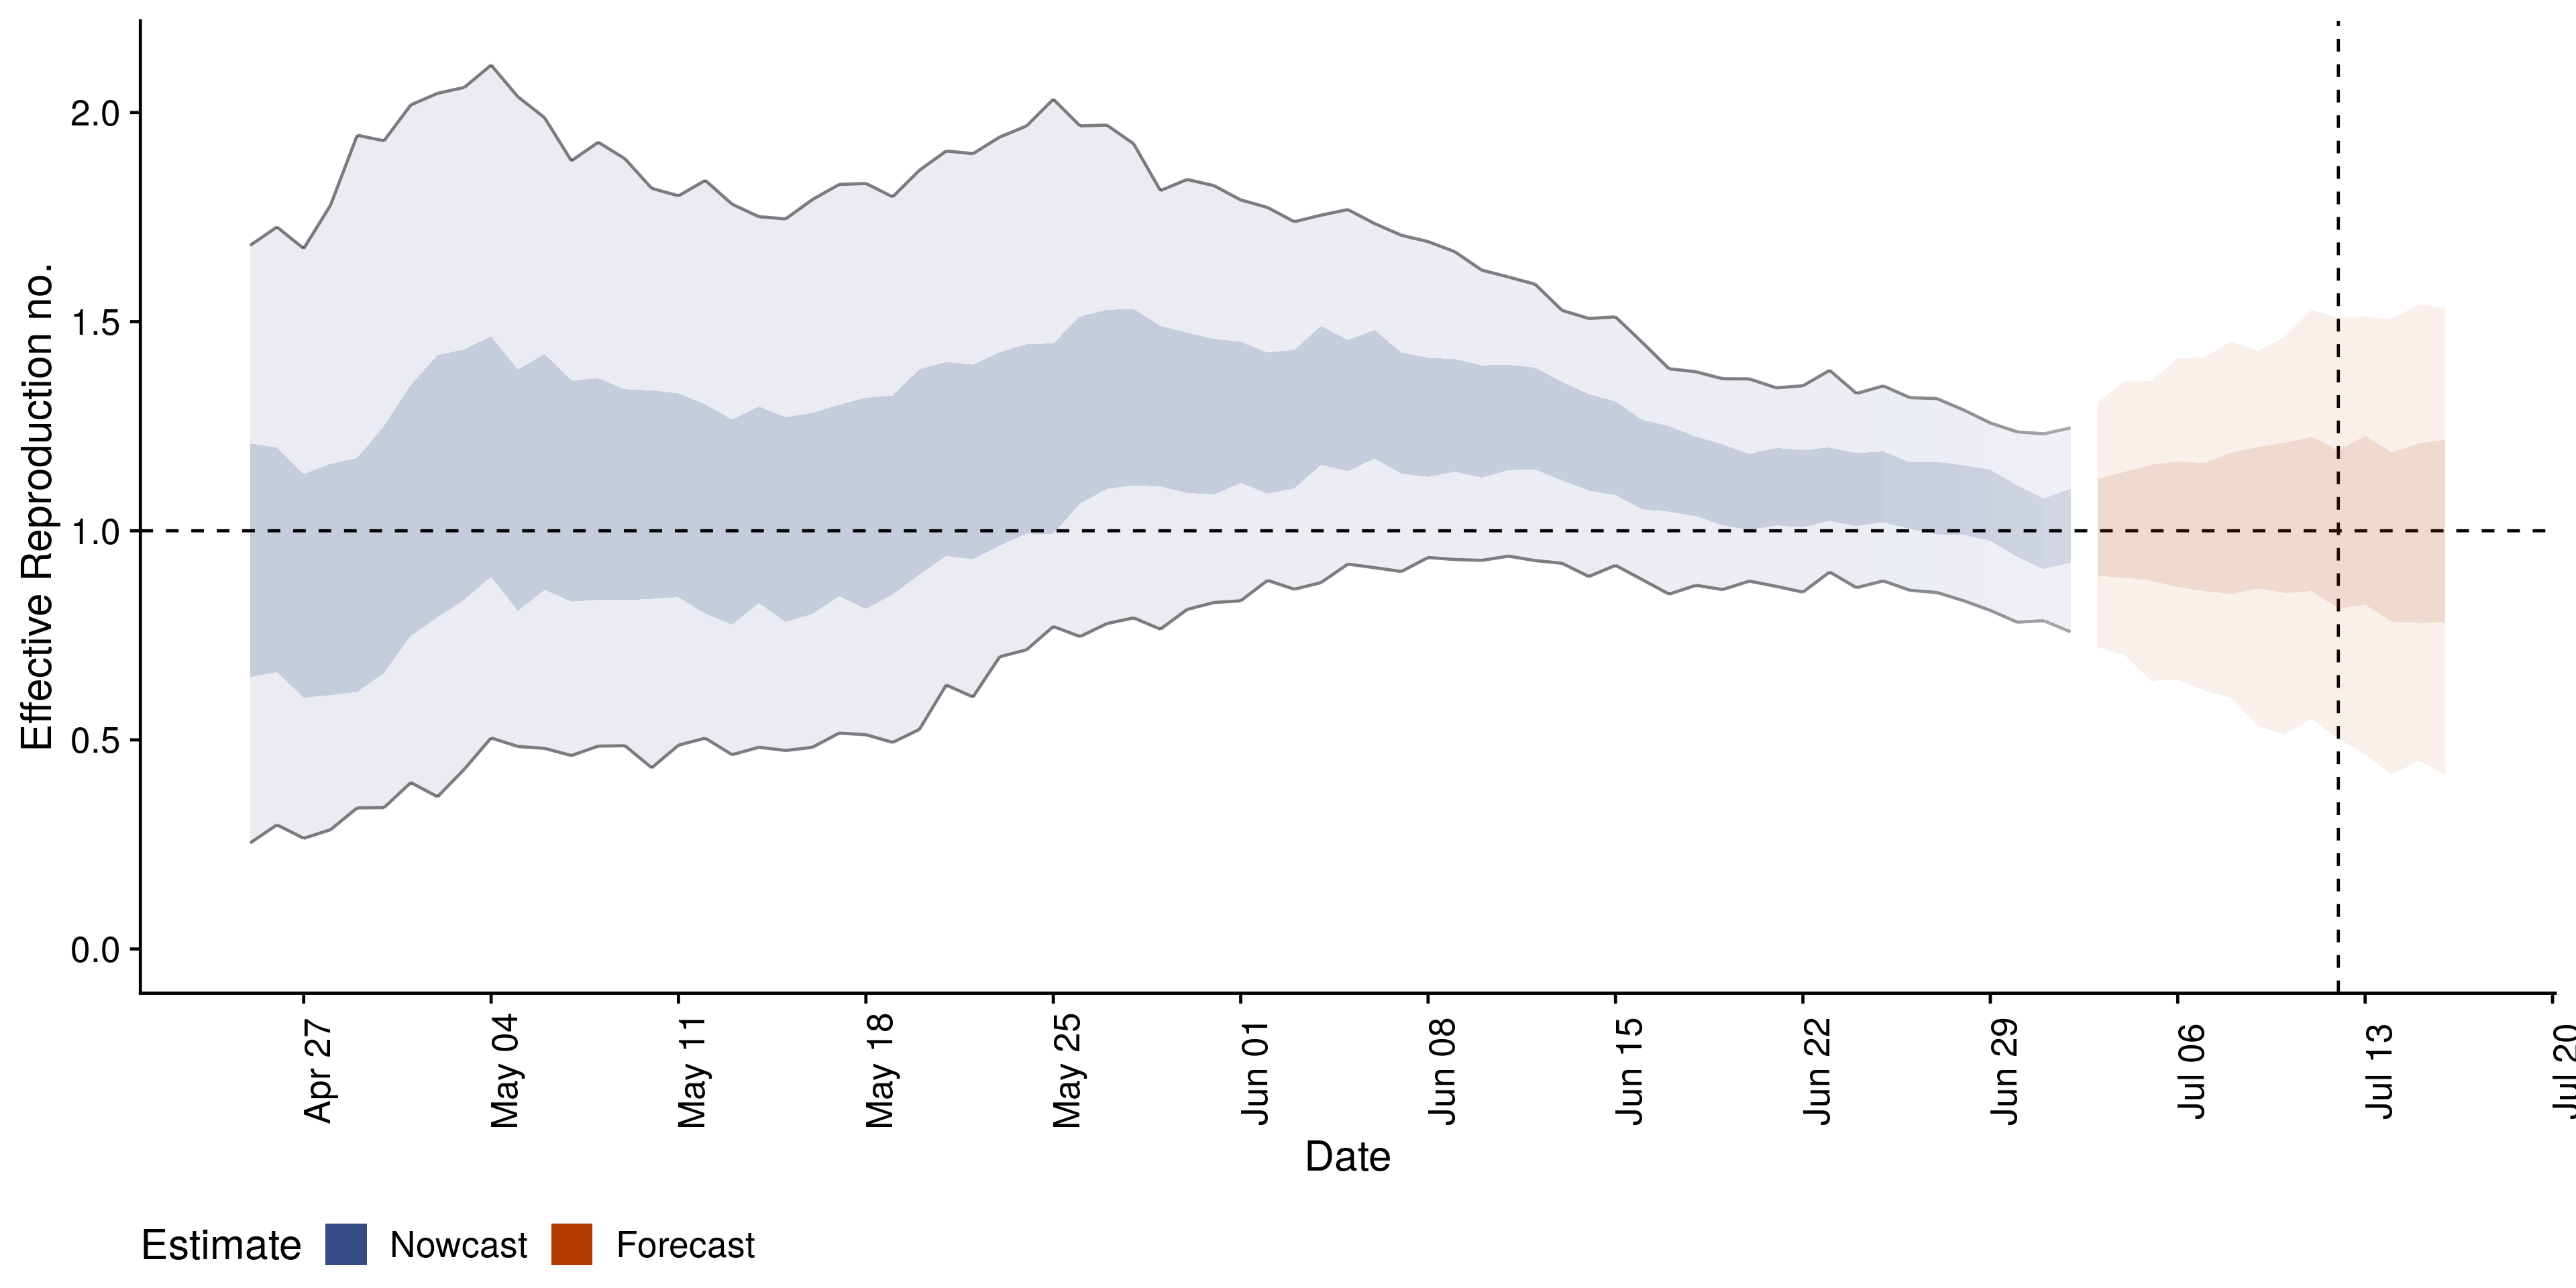 Effective Reproduction no.
2.0
1.5
1.0
0.5
0.0
Apr 27
May 04
May 11
May 18
May 25
Jun 01
Jun 08
Jun 15
Jun 22
Jun 29
Jul 06
Jul 13
Jul 20
Date
Estimate Nowcast Forecast